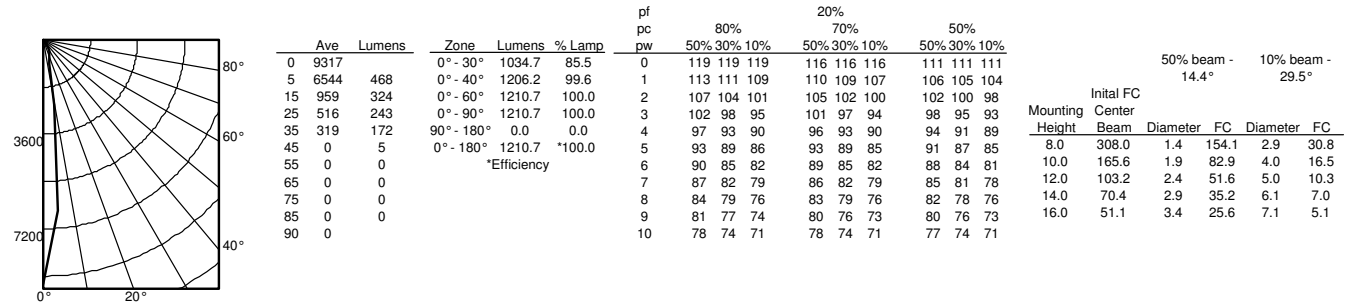 3600
7200
0° 20°
40°
60°
80°
Ave Lumens
0 9317
5 6544 468
15 959 324
25 516 243
35 319 172
45 0 5
55 0 0
65 0 0
75 0 0
85 0 0
90 0
Zone Lumens % Lamp
0° - 30° 1034.7 85.5
0° - 40° 1206.2 99.6
0° - 60° 1210.7 100.0
0° - 90° 1210.7 100.0
90° - 180° 0.0 0.0
0° - 180° 1210.7 *100.0
*Efficiency
pf 20%
pc 80% 70% 50%
pw 50% 30% 10% 50% 30% 10% 50% 30% 10%
0 119 119 119 116 116 116 111 111 111
1 113 111 109 110 109 107 106 105 104
2 107 104 101 105 102 100 102 100 98
3 102 98 95 101 97 94 98 95 93
4 97 93 90 96 93 90 94 91 89
5 93 89 86 93 89 85 91 87 85
6 90 85 82 89 85 82 88 84 81
7 87 82 79 86 82 79 85 81 78
8 84 79 76 83 79 76 82 78 76
9 81 77 74 80 76 73 80 76 73
10 78 74 71 78 74 71 77 74 71
50% beam - 10% beam -
14.4° 29.5°
Inital FC
Mounting Center
Height Beam Diameter FC Diameter FC
8.0 308.0 1.4 154.1 2.9 30.8
10.0 165.6 1.9 82.9 4.0 16.5
12.0 103.2 2.4 51.6 5.0 10.3
14.0 70.4 2.9 35.2 6.1 7.0
16.0 51.1 3.4 25.6 7.1 5.1